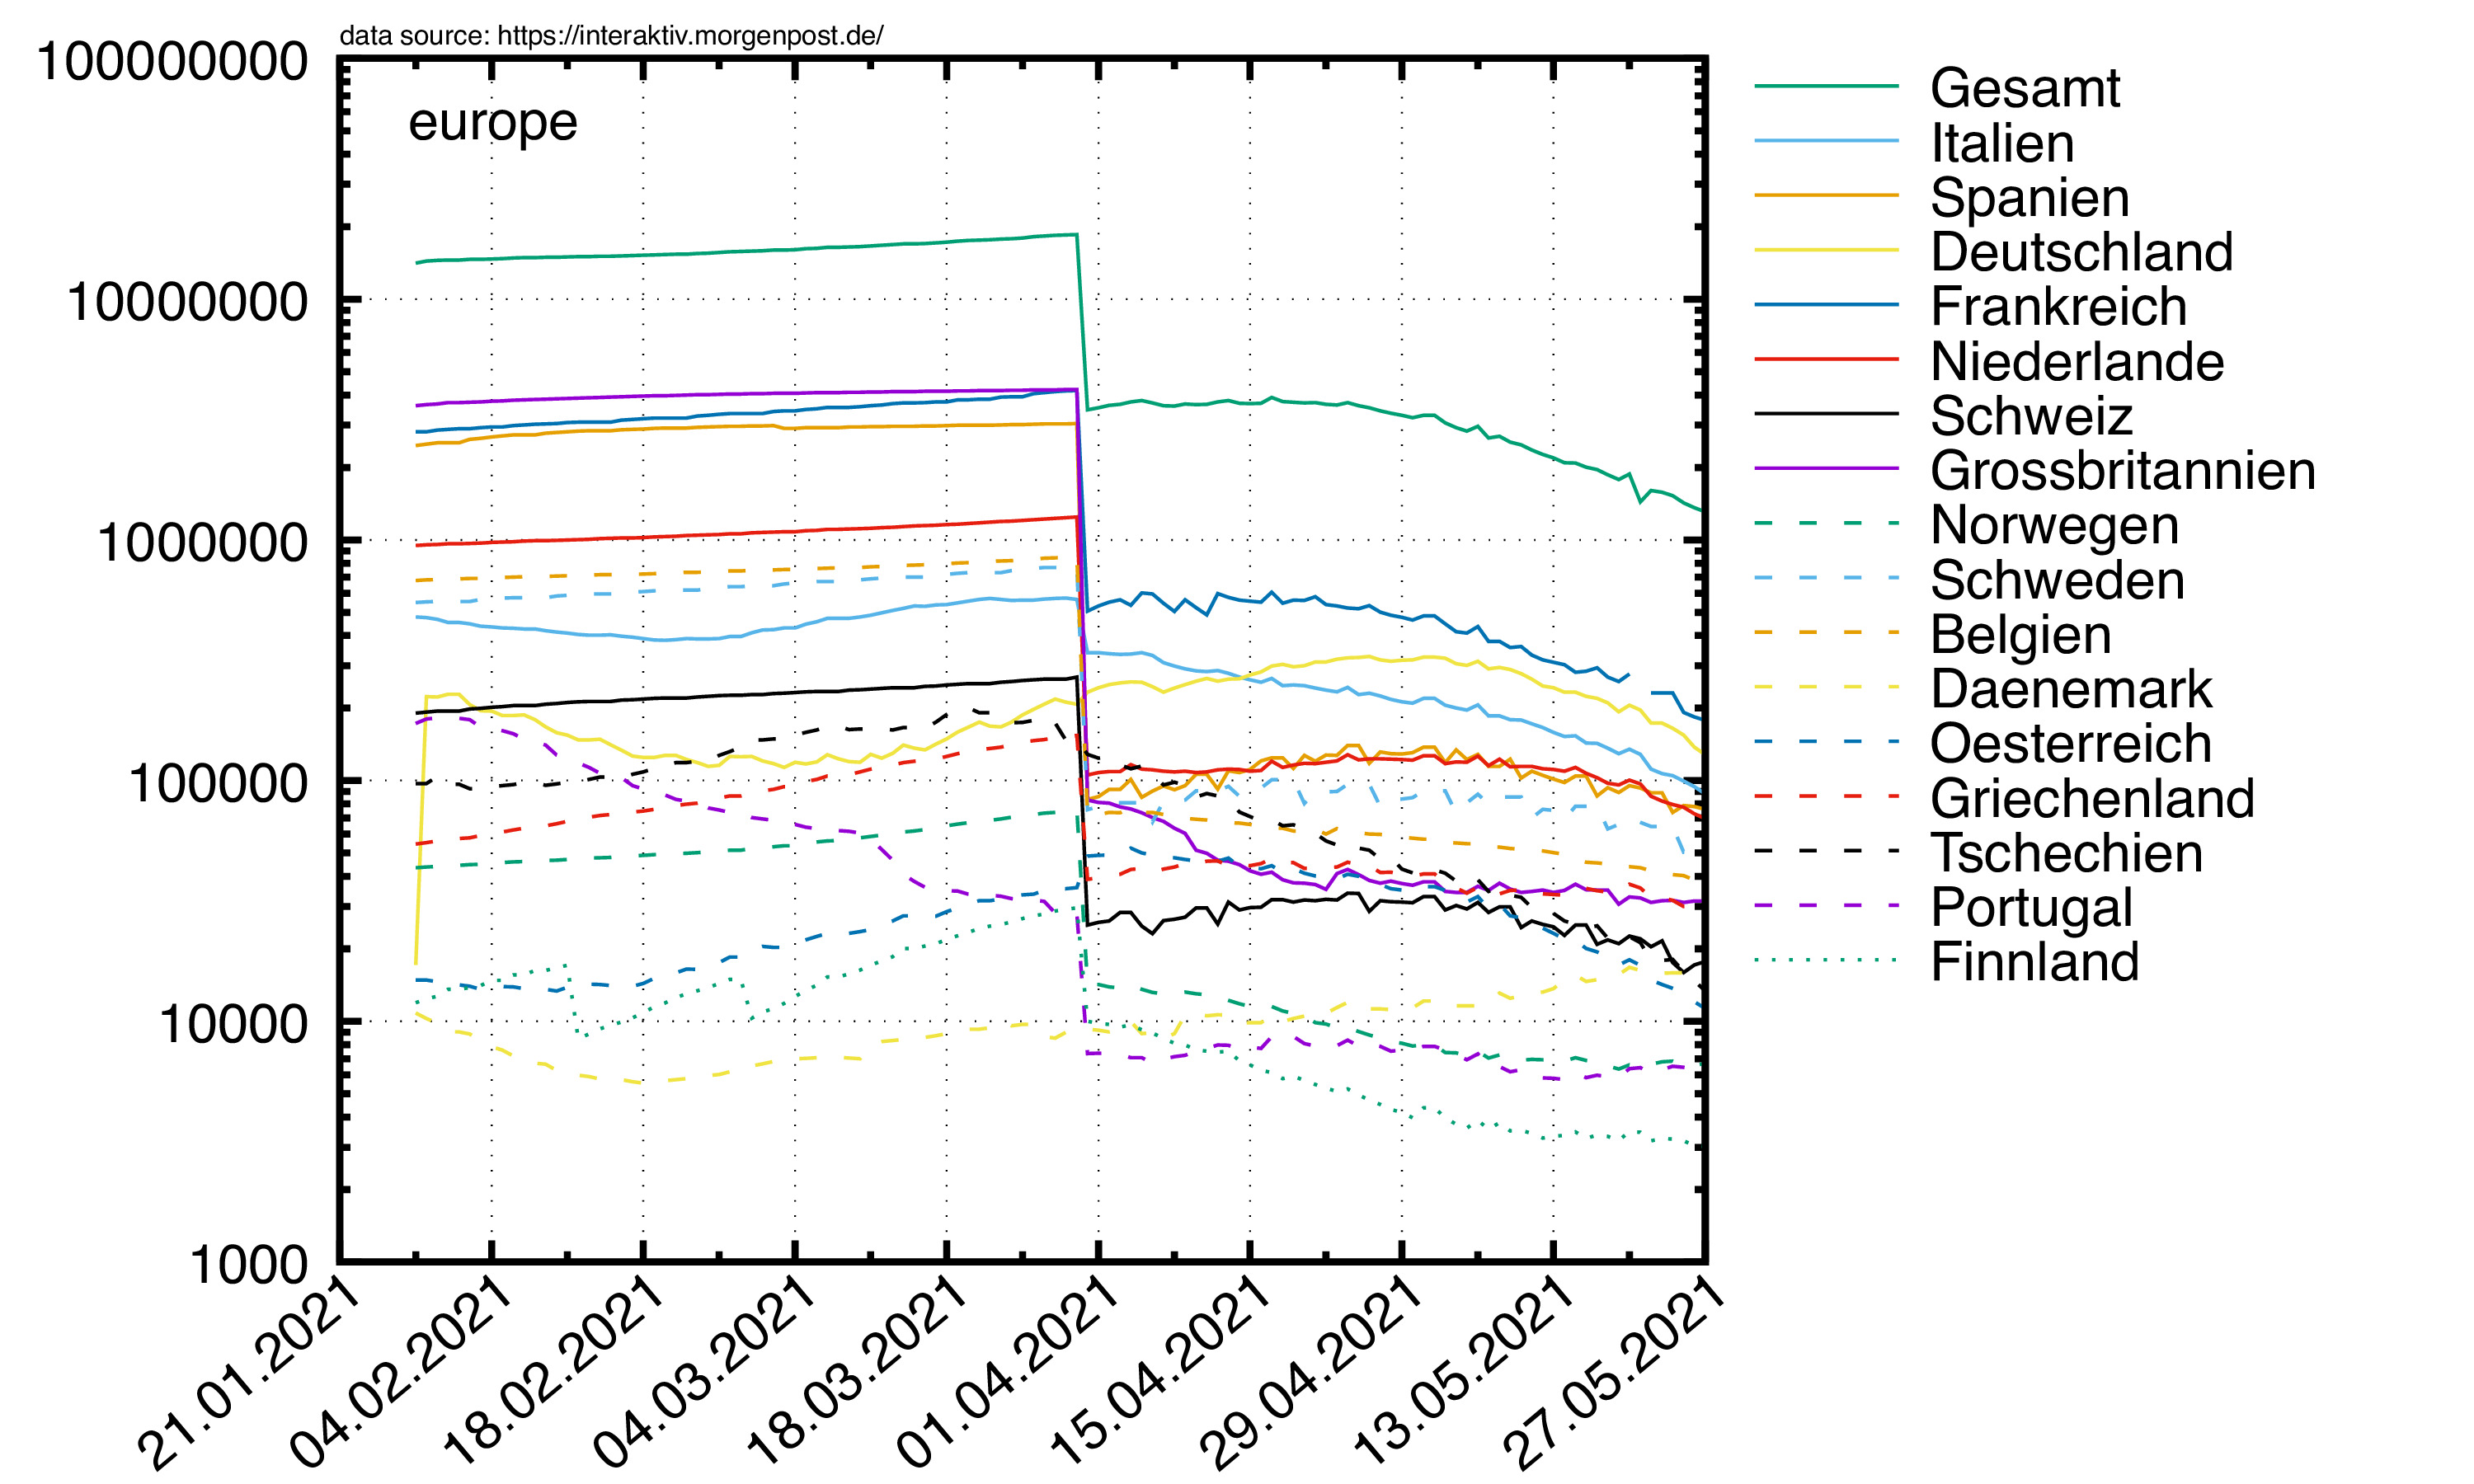 data source: https://interaktiv.morgenpost.de/
europe
100000000
10000000
1000000
100000
10000
1000
21.01.2021
04.02.2021
18.02.2021
04.03.2021
18.03.2021
01.04.2021
15.04.2021
29.04.2021
13.05.2021
27.05.2021
Gesamt
Italien
Spanien
Deutschland
Frankreich
Niederlande
Schweiz
Grossbritannien
Norwegen
Schweden
Belgien
Daenemark
Oesterreich
Griechenland
Tschechien
Portugal
Finnland